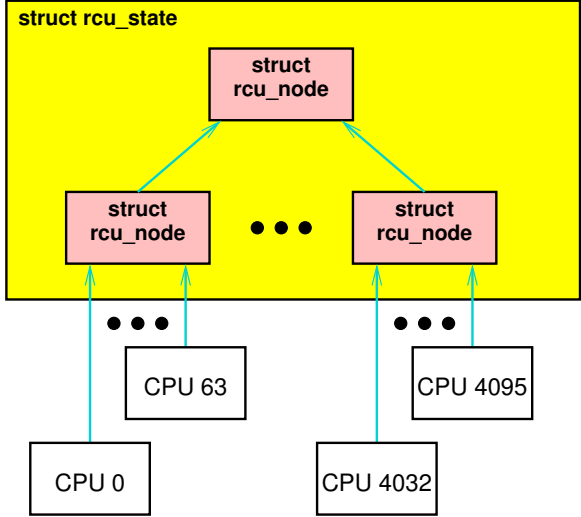 struct rcu_state
struct
rcu_node
struct
rcu_node
struct
rcu_node
CPU 63
CPU 4095
CPU 0
CPU 4032